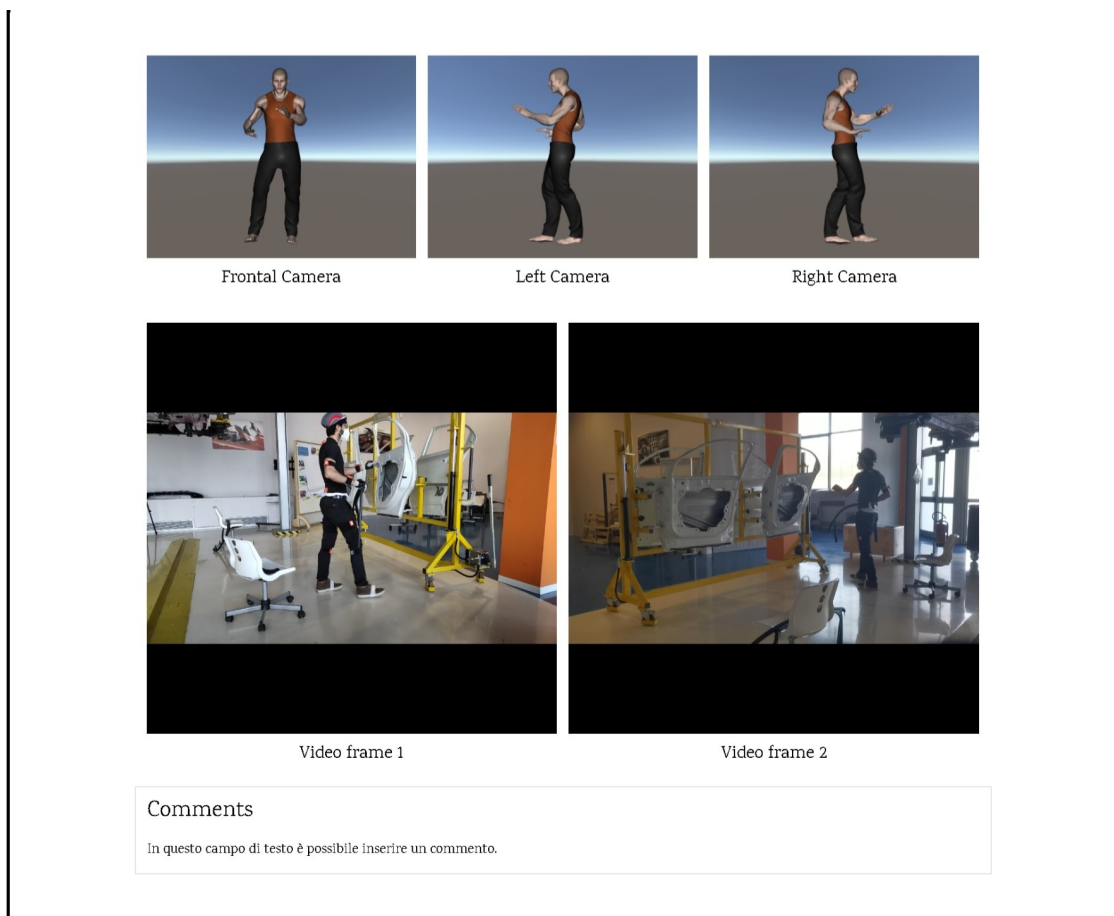 Frontal Camera
Left Camera
Right Camera
Video frame 1
Video frame 2
Comments
In questo campo di testo è possibile inserire un commento.